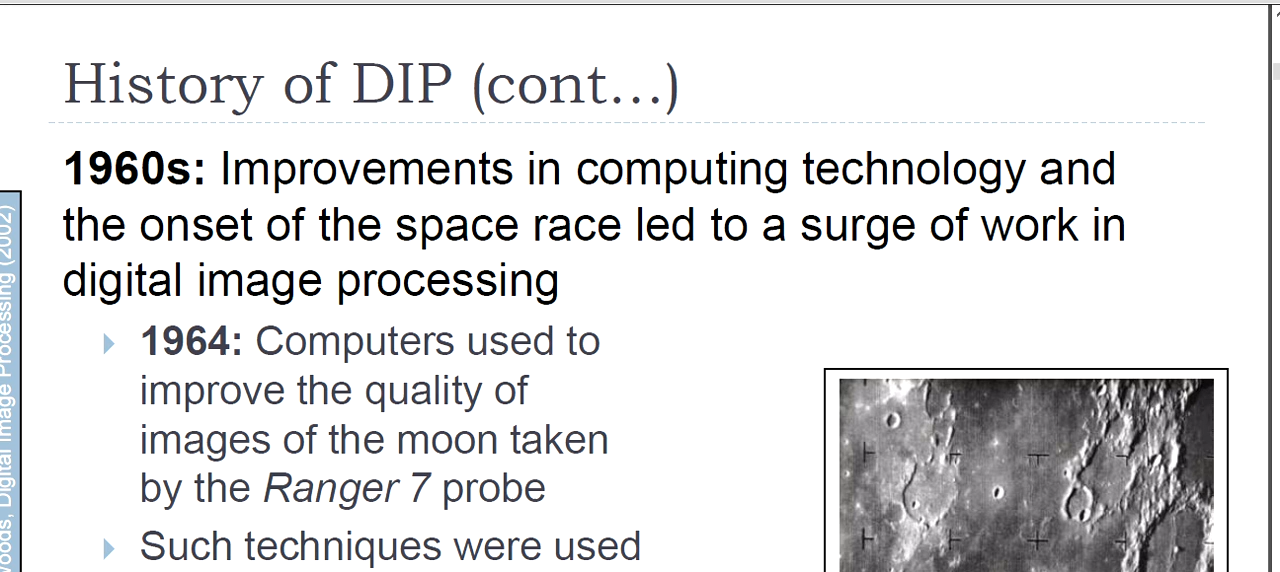 History of DIP (cont…)
1960s: Improvements in computing technology and
the onset of the space race led to a surge of work in
digital image processing
1964: Computers used to
improve the quality of
images of the moon taken
by the Ranger 7 probe
Such techniques were used
Digital Image Processing (2002)